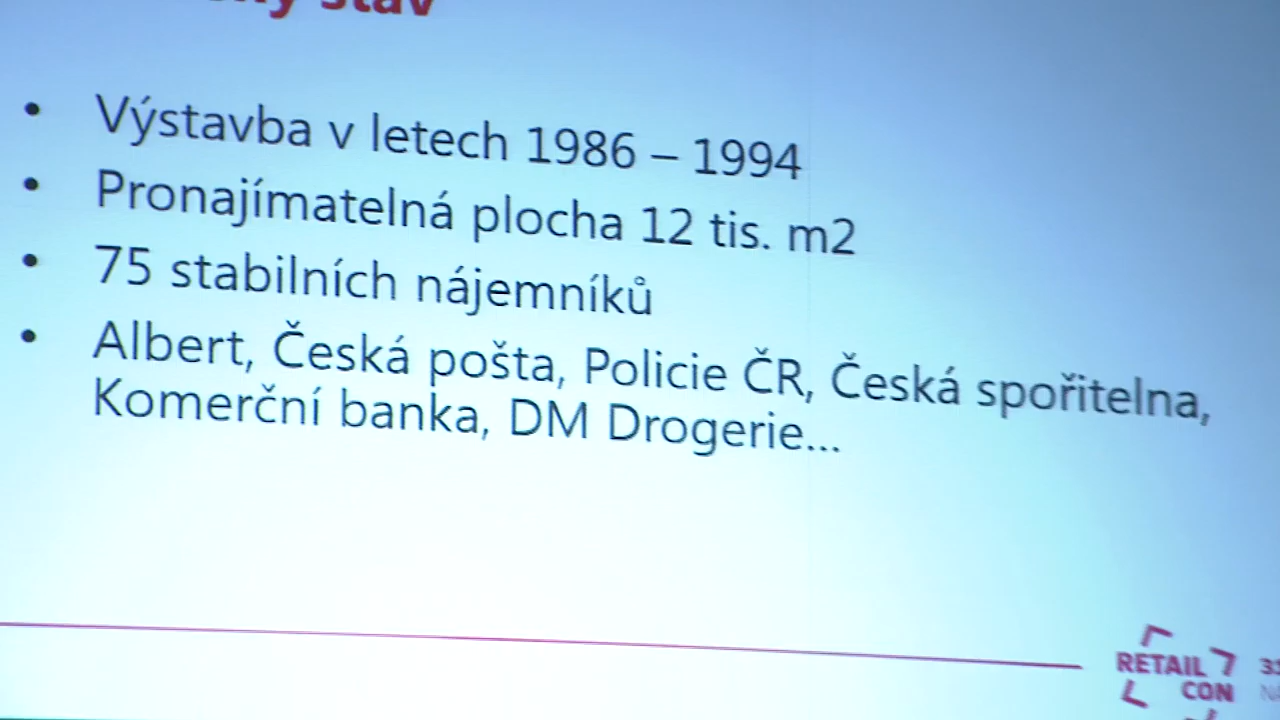 stav
• Výstavba v letech 1986 – 1994
• Pronajímatelná plocha 12 tis. m2
• 75 stabilních nájemníků
• Albert, Česká pošta, Policie ČR, Česká spořitelna,
Komerční banka, DM Drogerie...
RETAIL
CON